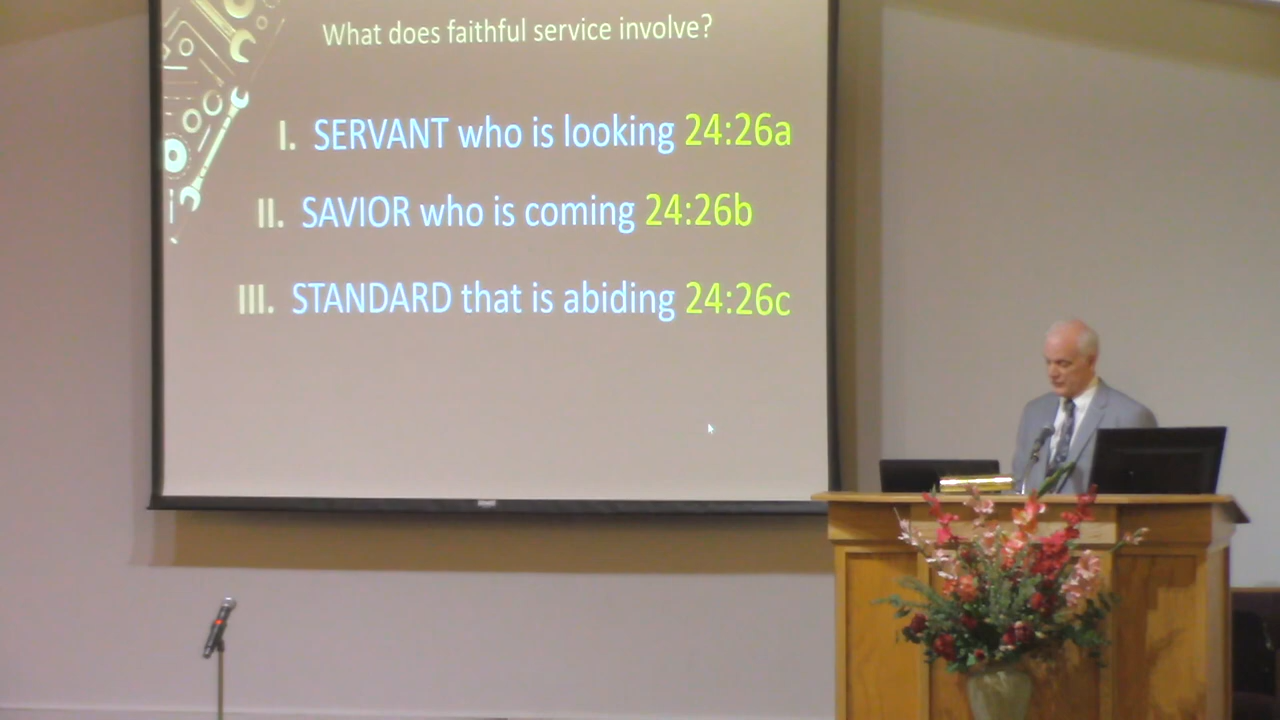 What does faithful service involve?
I. SERVANT who is looking 24:26a
II. SAVIOR who is coming 24:26b
III. STANDARD that is abiding 24:26c